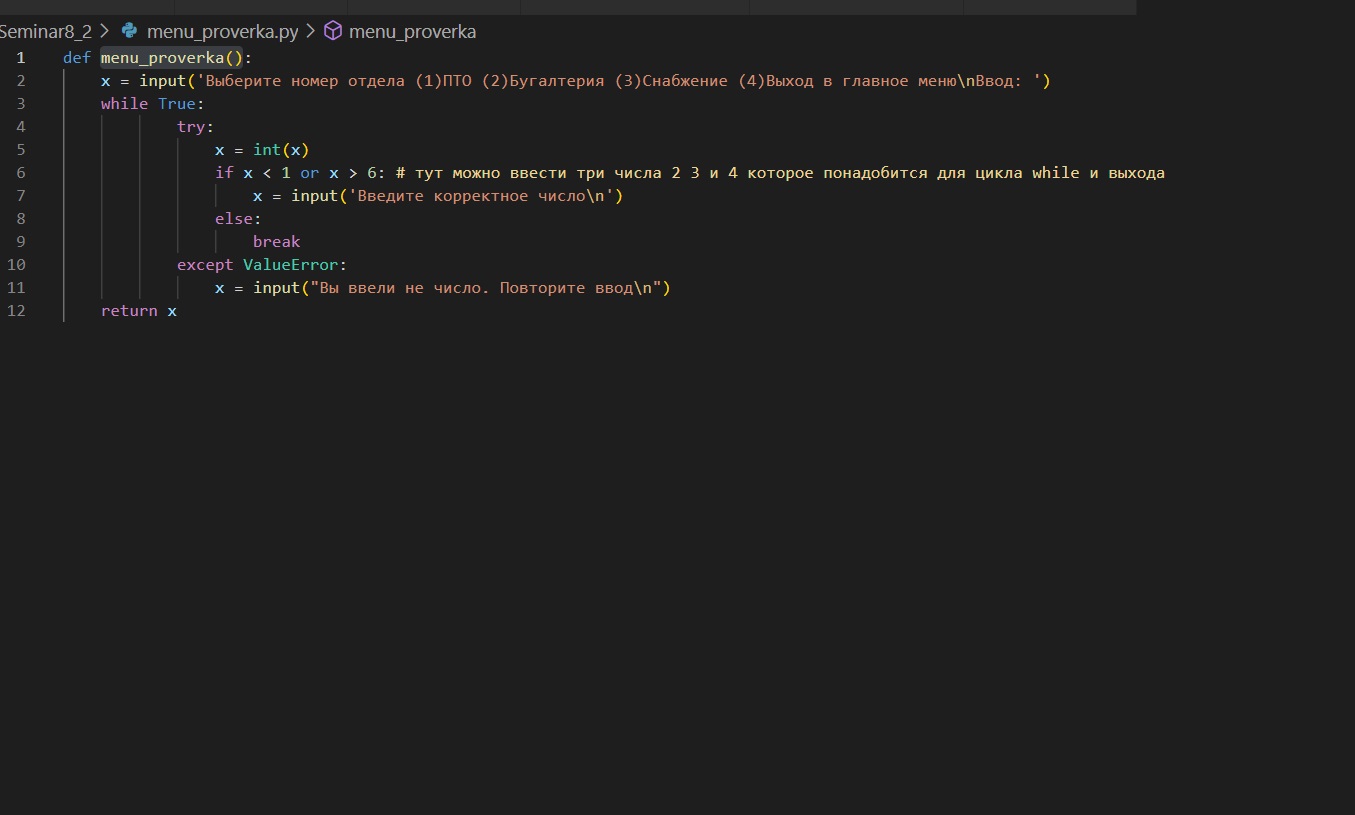 Seminar8_2 > menu_proverka.py > menu_proverka
1 def menu_proverka():
2     x = input('Выберите номер отдела (1)ПТО (2)Бугалтерия (3)Снабжение (4)Выход в главное меню\nВвод: ')
3     while True:
4             try:
5                 x = int(x)
6                 if x < 1 or x > 6: # тут можно ввести три числа 2 3 и 4 которое понадобится для цикла while и выхода
7                     x = input('Введите корректное число\n')
8                 else:
9                     break
10             except ValueError:
11                 x = input("Вы ввели не число. Повторите ввод\n")
12     return x